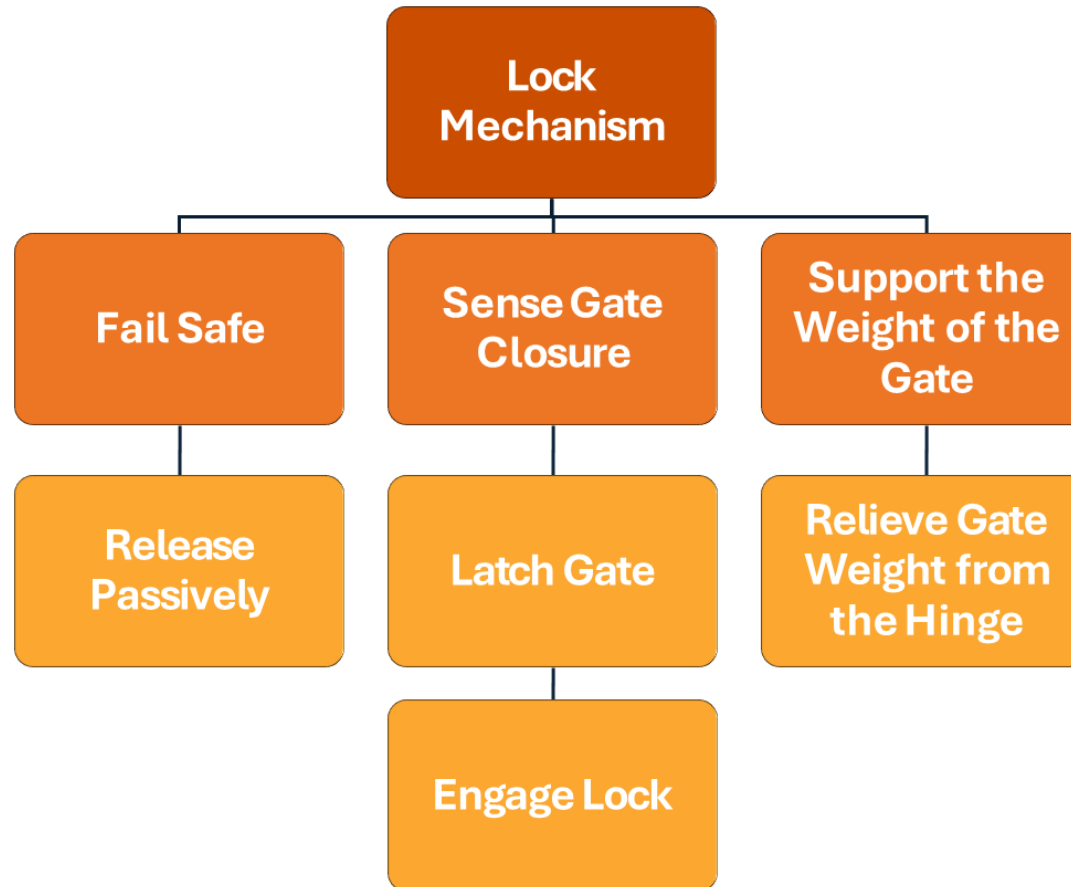 Lock
Mechanism
Fail Safe
Sense Gate
Closure
Support the
Weight of the
Gate
Release
Passively
Latch Gate
Relieve Gate
Weight from
the Hinge
Engage Lock